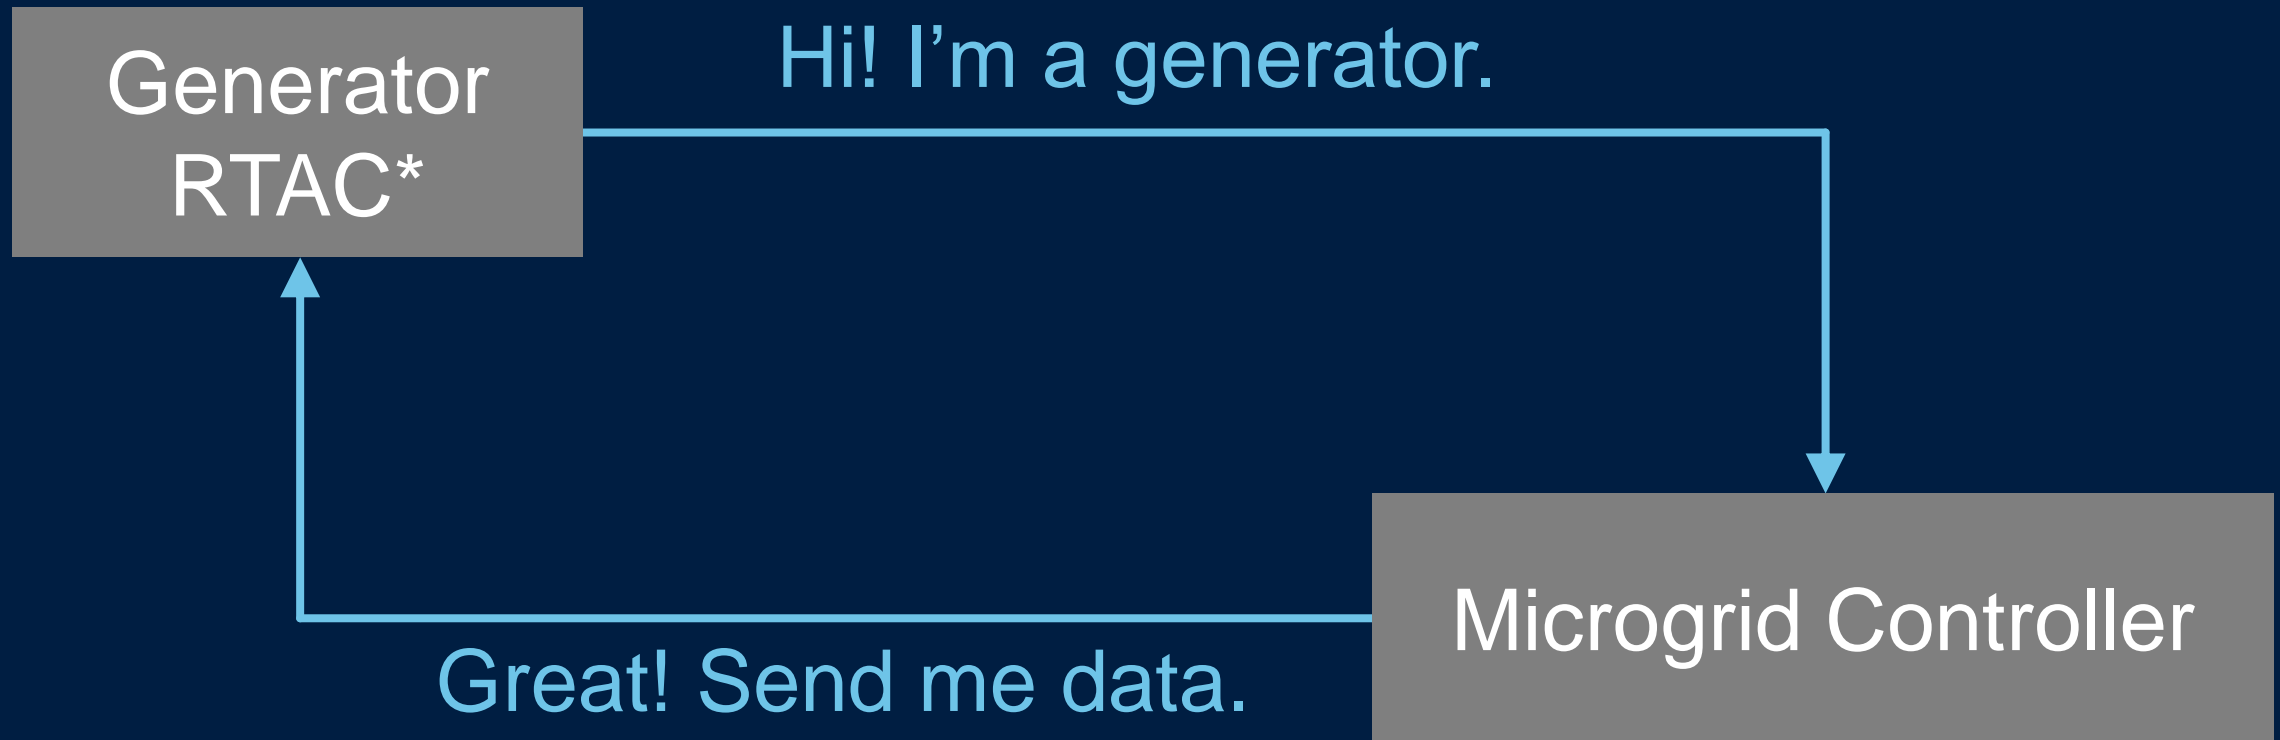 Generator
RTAC*
Hi! I’m a generator.
Great! Send me data.
Microgrid Controller